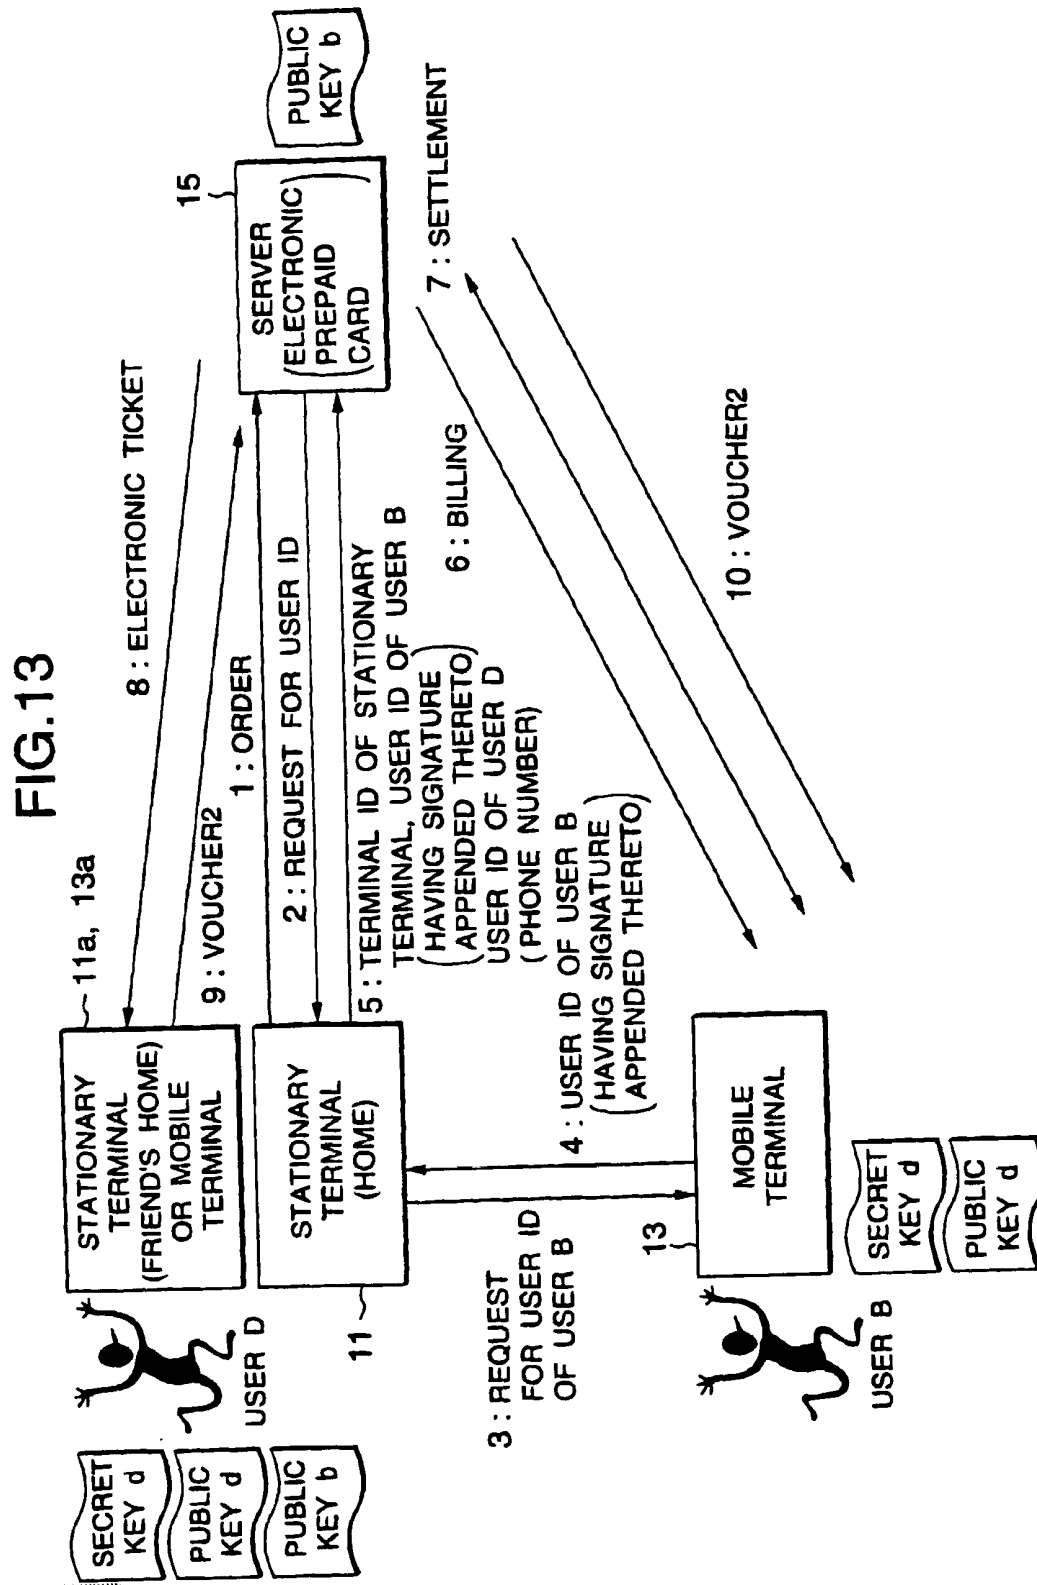 FIG.13
SECRET
KEY d
PUBLIC
KEY d
PUBLIC
KEY b
USER D
11a, 13a
STATIONARY
TERMINAL
(FRIEND'S HOME)
OR MOBILE
TERMINAL
8 : ELECTRONIC TICKET
9 : VOUCHER2
15
SERVER
(ELECTRONIC
PREPAID
CARD)
PUBLIC
KEY b
11
STATIONARY
TERMINAL
(HOME)
1 : ORDER
2 : REQUEST FOR USER ID
5 : TERMINAL ID OF STATIONARY
TERMINAL, USER ID OF USER B
(HAVING SIGNATURE
APPENDED THERETO)
USER ID OF USER D
(PHONE NUMBER)
6 : BILLING
7 : SETTLEMENT
10 : VOUCHER2
3 : REQUEST
FOR USER ID
OF USER B
4 : USER ID OF USER B
(HAVING SIGNATURE
APPENDED THERETO)
13
MOBILE
TERMINAL
USER B
SECRET
KEY d
PUBLIC
KEY d